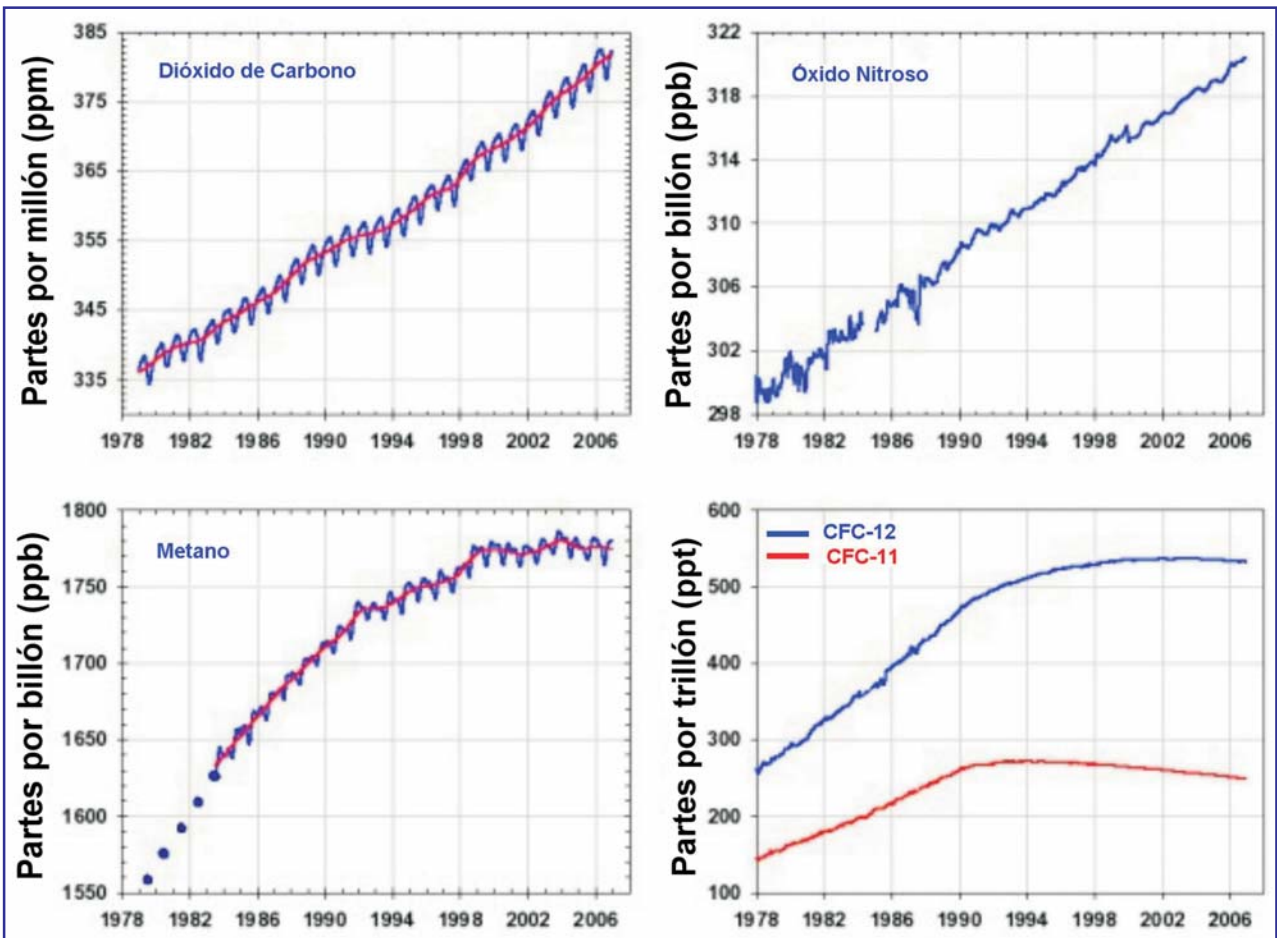 Partes por millón (ppm)
385
375
365
355
345
335
Dióxido de Carbono
1978 1982 1986 1990 1994 1998 2002 2006
Partes por billón (ppb)
322
318
314
310
306
302
298
Óxido Nitroso
1978 1982 1986 1990 1994 1998 2002 2006
Partes por billón (ppb)
1800
1750
1700
1650
1600
1550
Metano
1978 1982 1986 1990 1994 1998 2002 2006
Partes por trillón (ppt)
600
500
400
300
200
100
CFC-12
CFC-11
1978 1982 1986 1990 1994 1998 2002 2006